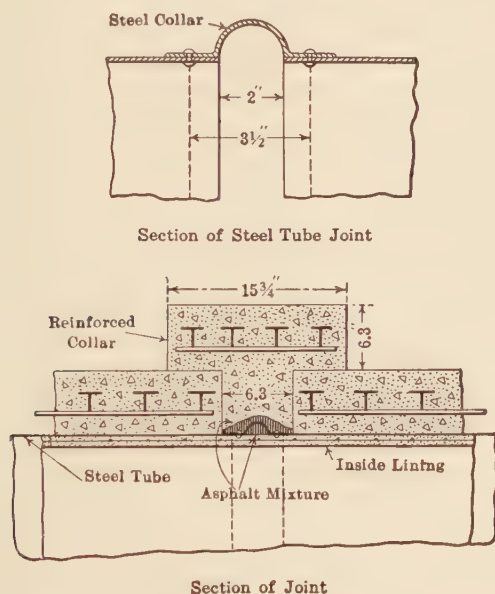 Steel Collar
2"
3½"
Section of Steel Tube Joint
15¾"
Reinforced
Collar
6.3
6.3
Steel Tube
Inside Lining
Asphalt Mixture
Section of Joint